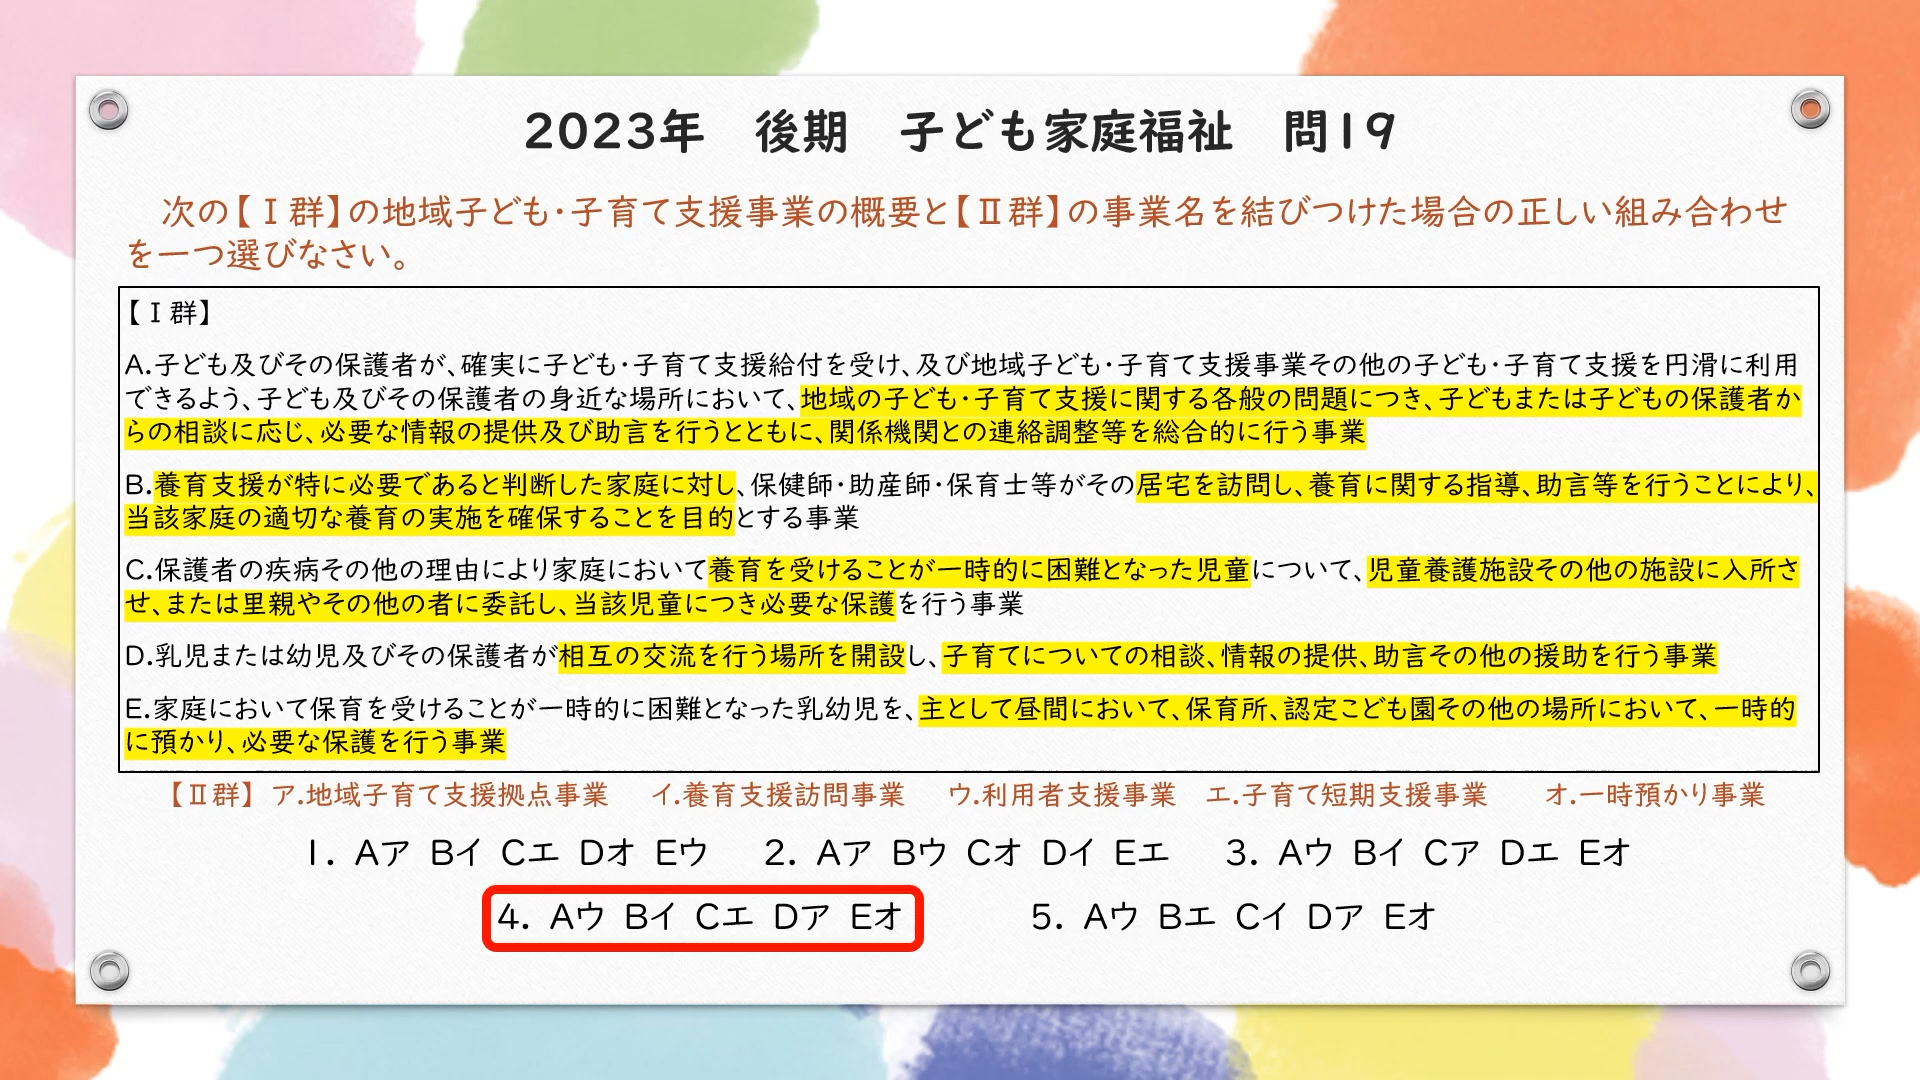 2023年　後期　子ども家庭福祉　問19
次の【Ⅰ群】の地域子ども・子育て支援事業の概要と【Ⅱ群】の事業名を結びつけた場合の正しい組み合わせ
を一つ選びなさい。
【Ⅰ群】
A.子ども及びその保護者が、確実に子ども・子育て支援給付を受け、及び地域子ども・子育て支援事業その他の子ども・子育て支援を円滑に利用
できるよう、子ども及びその保護者の身近な場所において、地域の子ども・子育て支援に関する各般の問題につき、子どもまたは子どもの保護者か
らの相談に応じ、必要な情報の提供及び助言を行うとともに、関係機関との連絡調整等を総合的に行う事業
B.養育支援が特に必要であると判断した家庭に対し、保健師・助産師・保育士等がその居宅を訪問し、養育に関する指導、助言等を行うことにより、
当該家庭の適切な養育の実施を確保することを目的とする事業
C.保護者の疾病その他の理由により家庭において養育を受けることが一時的に困難となった児童について、児童養護施設その他の施設に入所さ
せ、または里親やその他の者に委託し、当該児童につき必要な保護を行う事業
D.乳児または幼児及びその保護者が相互の交流を行う場所を開設し、子育てについての相談、情報の提供、助言その他の援助を行う事業
E.家庭において保育を受けることが一時的に困難となった乳幼児を、主として昼間において、保育所、認定こども園その他の場所において、一時的
に預かり、必要な保護を行う事業
【Ⅱ群】 ア.地域子育て支援拠点事業　イ.養育支援訪問事業　ウ.利用者支援事業　エ.子育て短期支援事業　オ.一時預かり事業
1. Aア Bイ Cエ Dオ Eウ　2. Aア Bウ Cオ Dイ Eエ　3. Aウ Bイ Cア Dエ Eオ
4. Aウ Bイ Cエ Dア Eオ　5. Aウ Bエ Cイ Dア Eオ